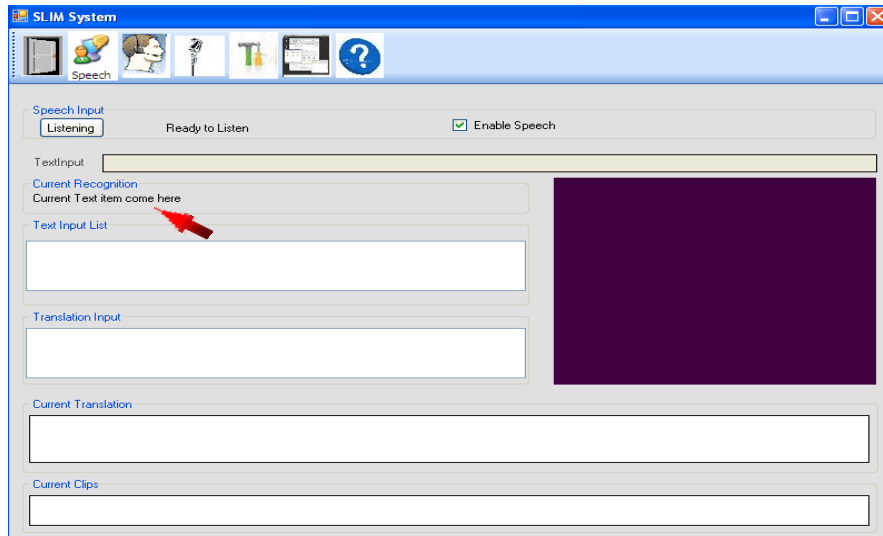 SLIM System
Speech
Speech Input
Listening
Ready to Listen
Enable Speech
TextInput
Current Recognition
Current Text item come here
Text Input List
Translation Input
Current Translation
Current Clips